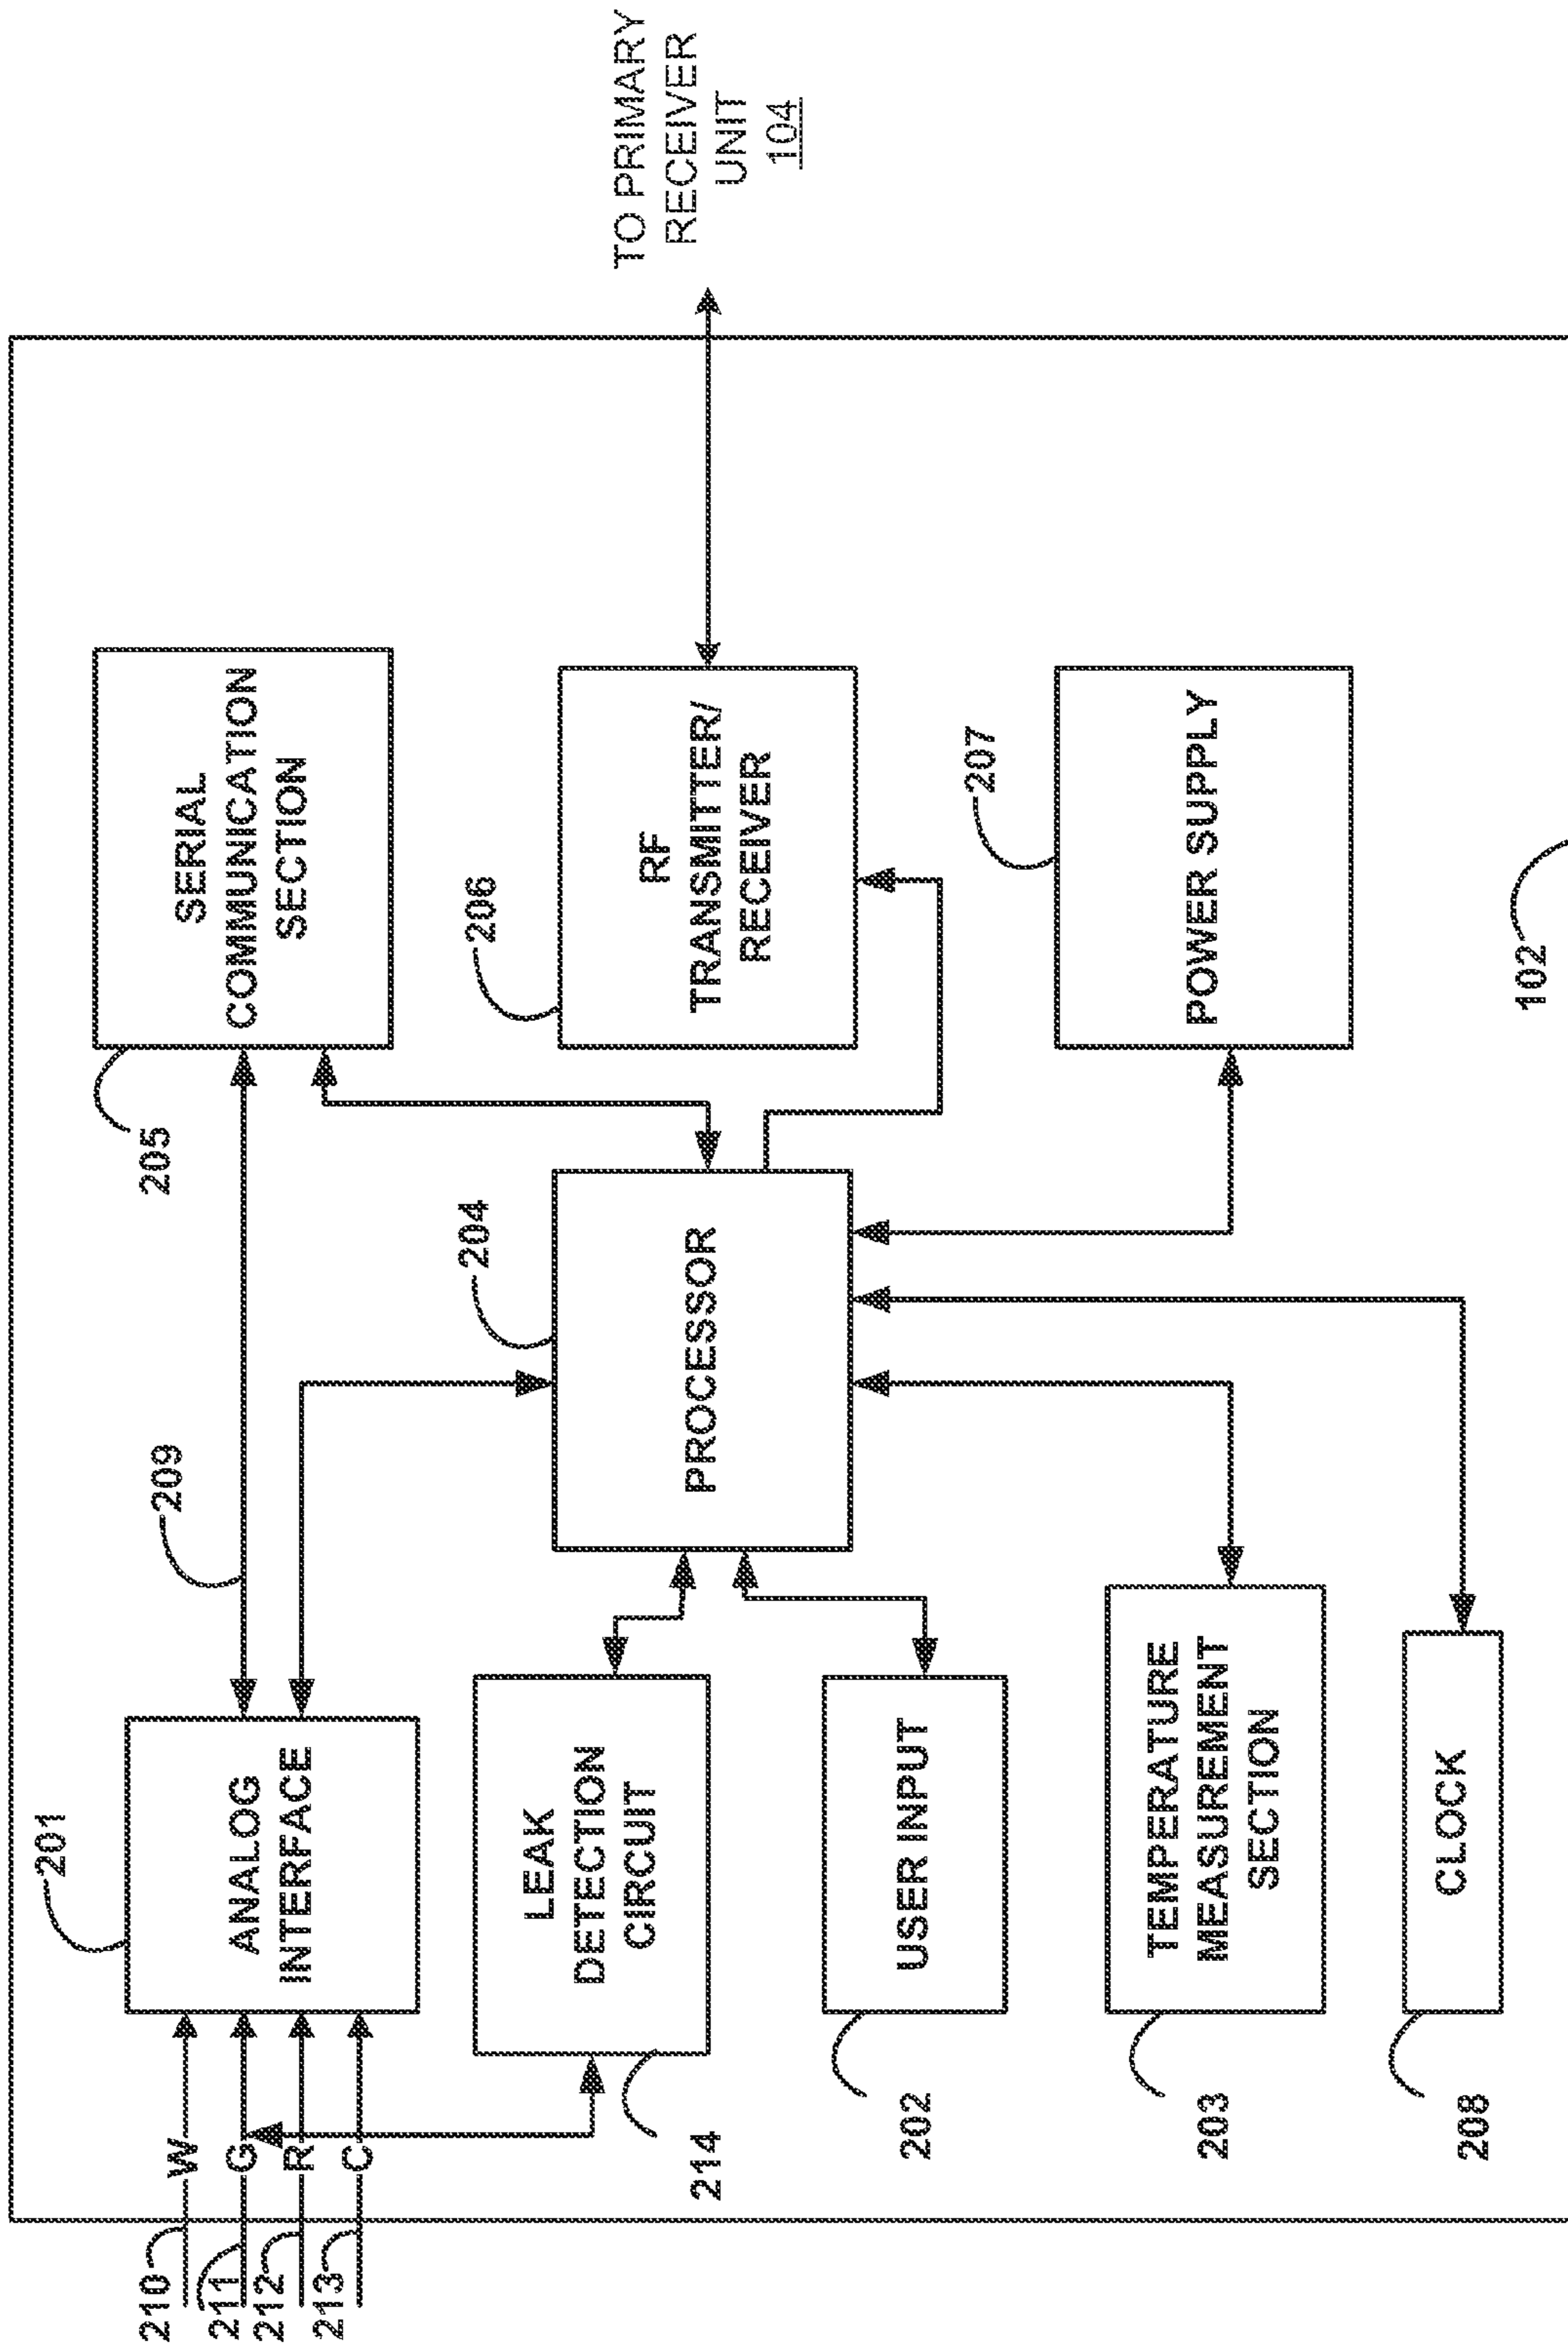 210
211
212
213
W
G
R
C
201
ANALOG
INTERFACE
209
205
SERIAL
COMMUNICATION
SECTION
214
LEAK
DETECTION
CIRCUIT
204
PROCESSOR
206
RF
TRANSMITTER/
RECEIVER
TO PRIMARY
RECEIVER
UNIT
104
202
USER INPUT
203
TEMPERATURE
MEASUREMENT
SECTION
207
POWER SUPPLY
208
CLOCK
102